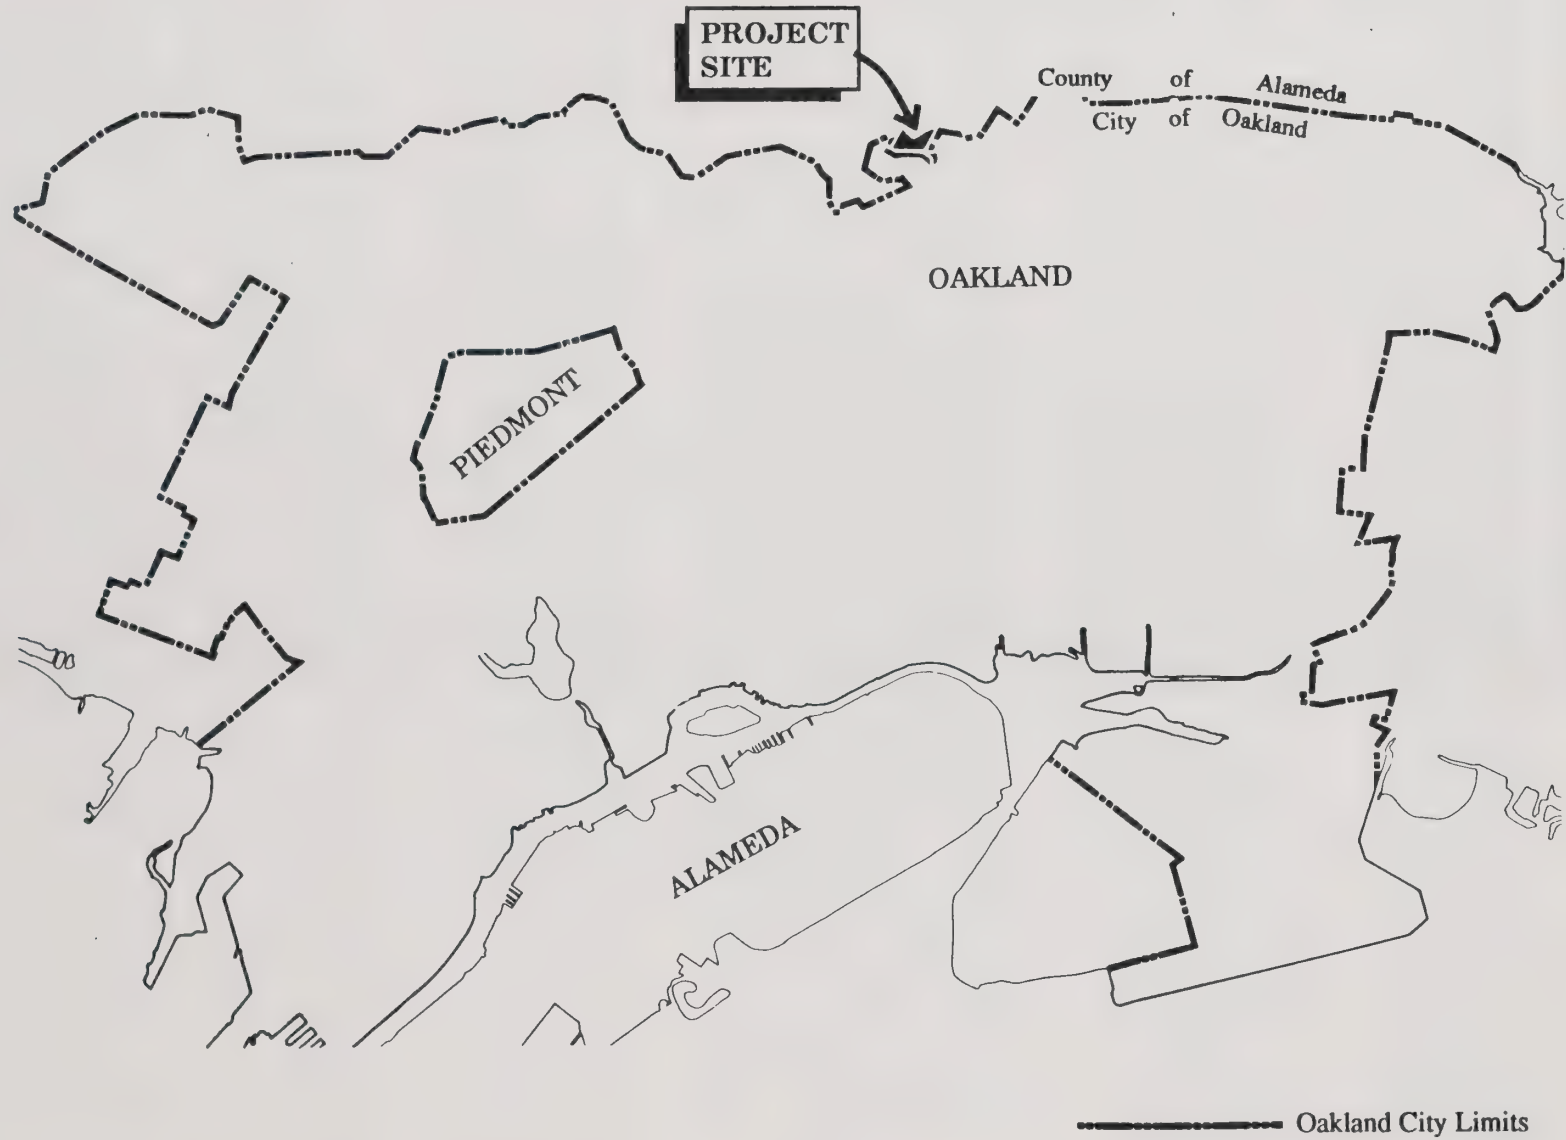 PROJECT
SITE
County of Alameda
City of Oakland
OAKLAND
PIEDMONT
ALAMEDA
Oakland City Limits